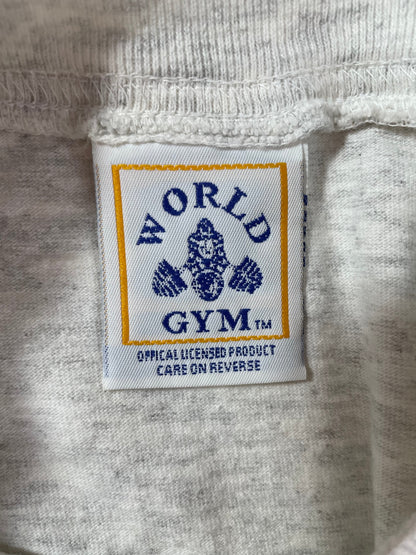 WORLD
GYM™
OFFICAL LICENSED PRODUCT
CARE ON REVERSE